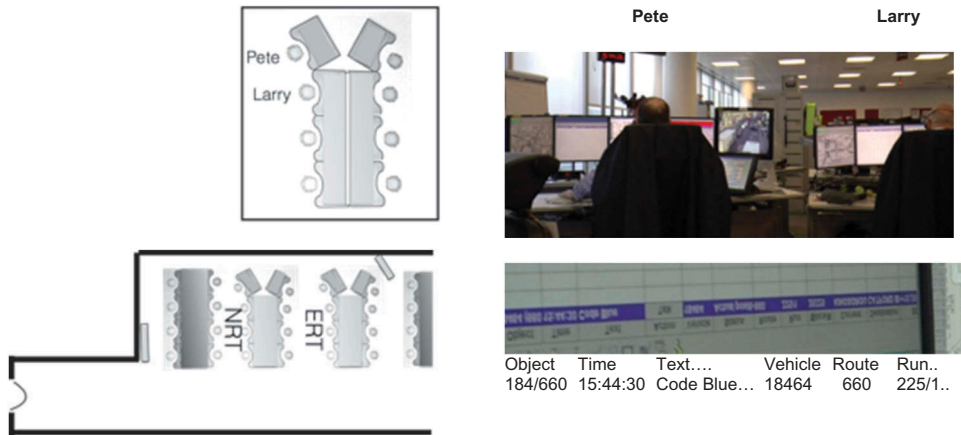 Pete
Larry
NRT
ERT
Pete Larry
Object Time Text…. Vehicle Route Run..
184/660 15:44:30 Code Blue… 18464 660 225/1..